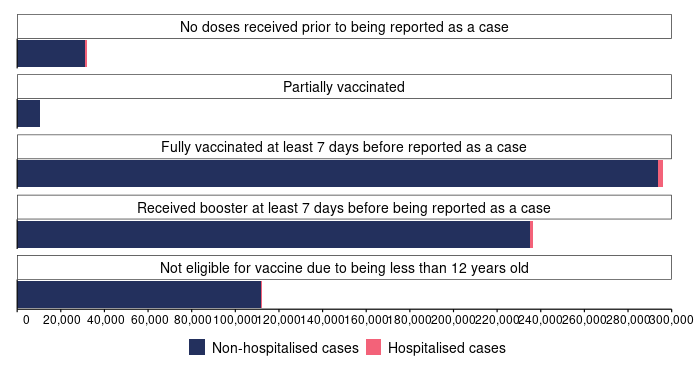 No doses received prior to being reported as a case
Partially vaccinated
Fully vaccinated at least 7 days before reported as a case
Received booster at least 7 days before being reported as a case
Not eligible for vaccine due to being less than 12 years old
0 20,000 40,000 60,000 80,000 100,000 120,000 140,000 160,000 180,000 200,000 220,000 240,000 260,000 280,000 300,000
Non-hospitalised cases Hospitalised cases